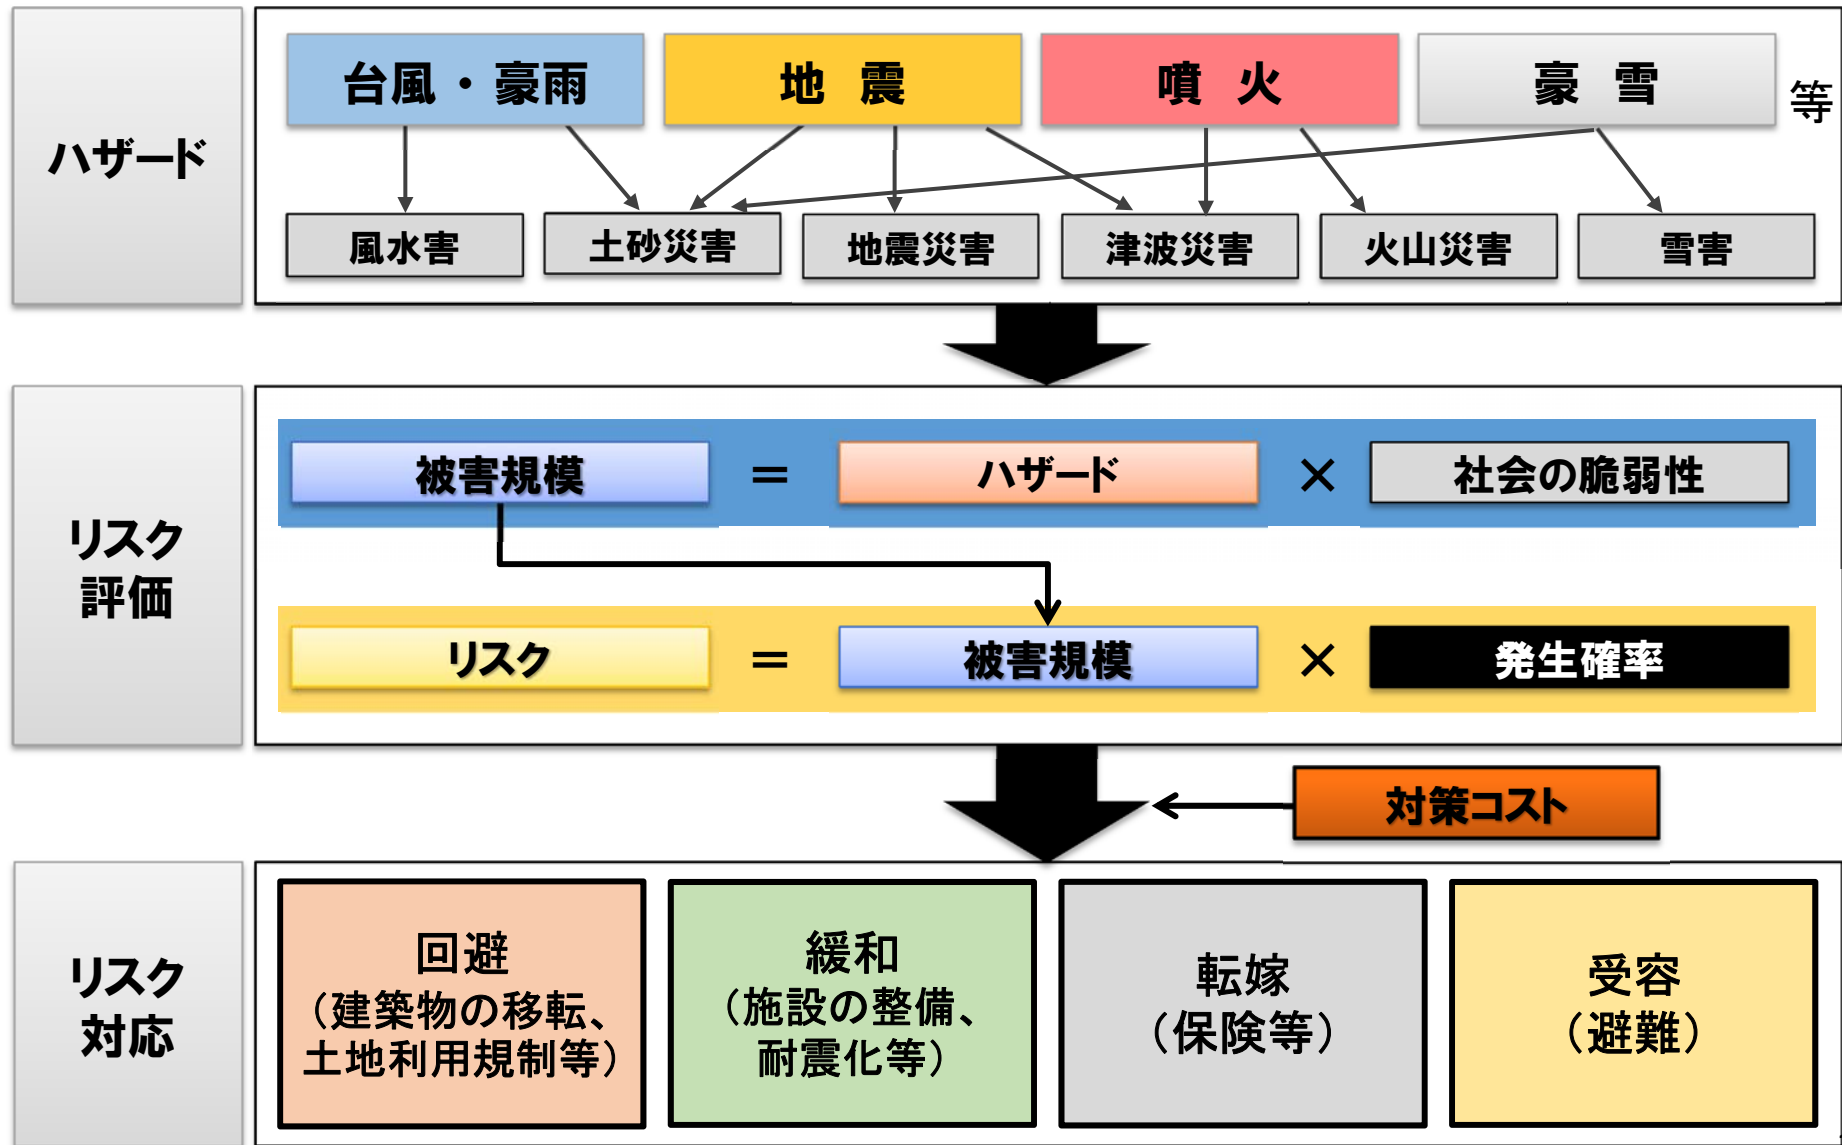 ハザード
台風・豪雨
地 震
噴 火
豪 雪
等
風水害
土砂災害
地震災害
津波災害
火山災害
雪害
リスク
評価
被害規模 = ハザード × 社会の脆弱性
リスク = 被害規模 × 発生確率
対策コスト
リスク
対応
回避
（建築物の移転、
土地利用規制等）
緩和
（施設の整備、
耐震化等）
転嫁
（保険等）
受容
（避難）